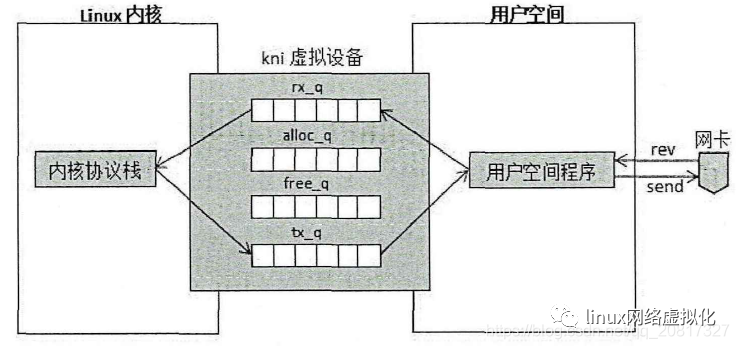 Linux 内核
用户空间
kni 虚拟设备
rx_q
alloc_q
free_q
tx_q
内核协议栈
用户空间程序
rev
send
网卡
linux网络虚拟化